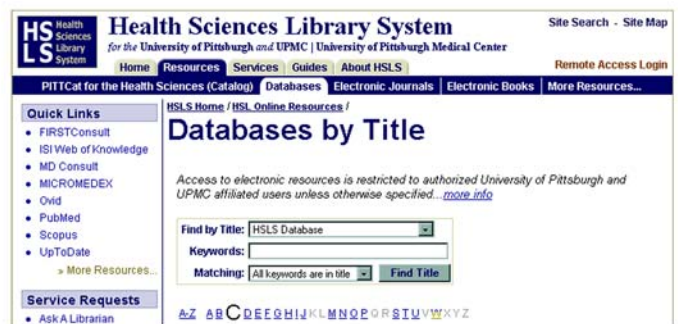 HS Health
Sciences
LS Library
System
Health Sciences Library System
for the University of Pittsburgh and UPMC | University of Pittsburgh Medical Center
Site Search - Site Map
Home Resources Services Guides About HSLS
Remote Access Login
PITTCat for the Health Sciences (Catalog) Databases Electronic Journals Electronic Books More Resources...
Quick Links
• FIRSTConsult
• ISI Web of Knowledge
• MD Consult
• MICROMEDEX
• Ovid
• PubMed
• Scopus
• UpToDate
» More Resources...
Service Requests
• Ask A Librarian
HSLS Home / HSL Online Resources /
Databases by Title
Access to electronic resources is restricted to authorized University of Pittsburgh and
UPMC affiliated users unless otherwise specified...more info
Find by Title: HSLS Database
Keywords:
Matching: All keywords are in title Find Title
A-Z A B C D E F G H I J K L M N O P Q R S T U V W X Y Z